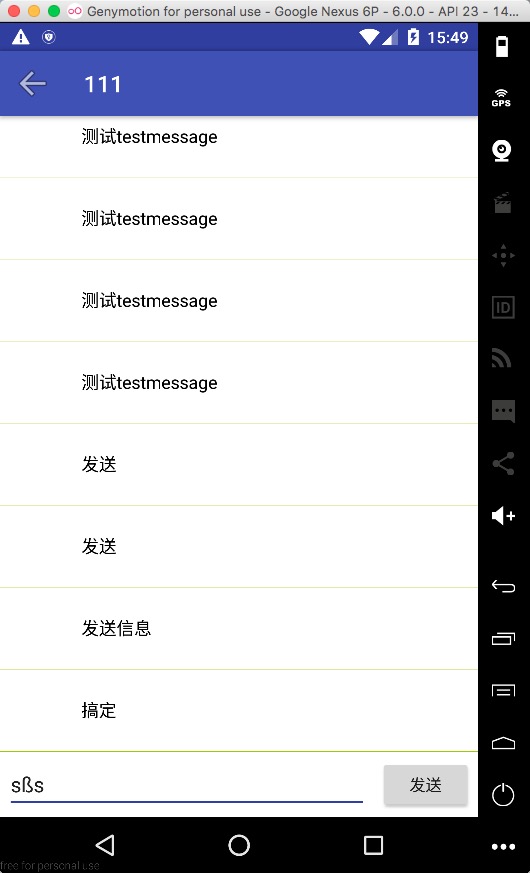 Genymotion for personal use - Google Nexus 6P - 6.0.0 - API 23 - 14...
15:49
111
GPS
测试testmessage
测试testmessage
测试testmessage
ID
测试testmessage
发送
发送
发送信息
搞定
sßs
发送
free for personal use